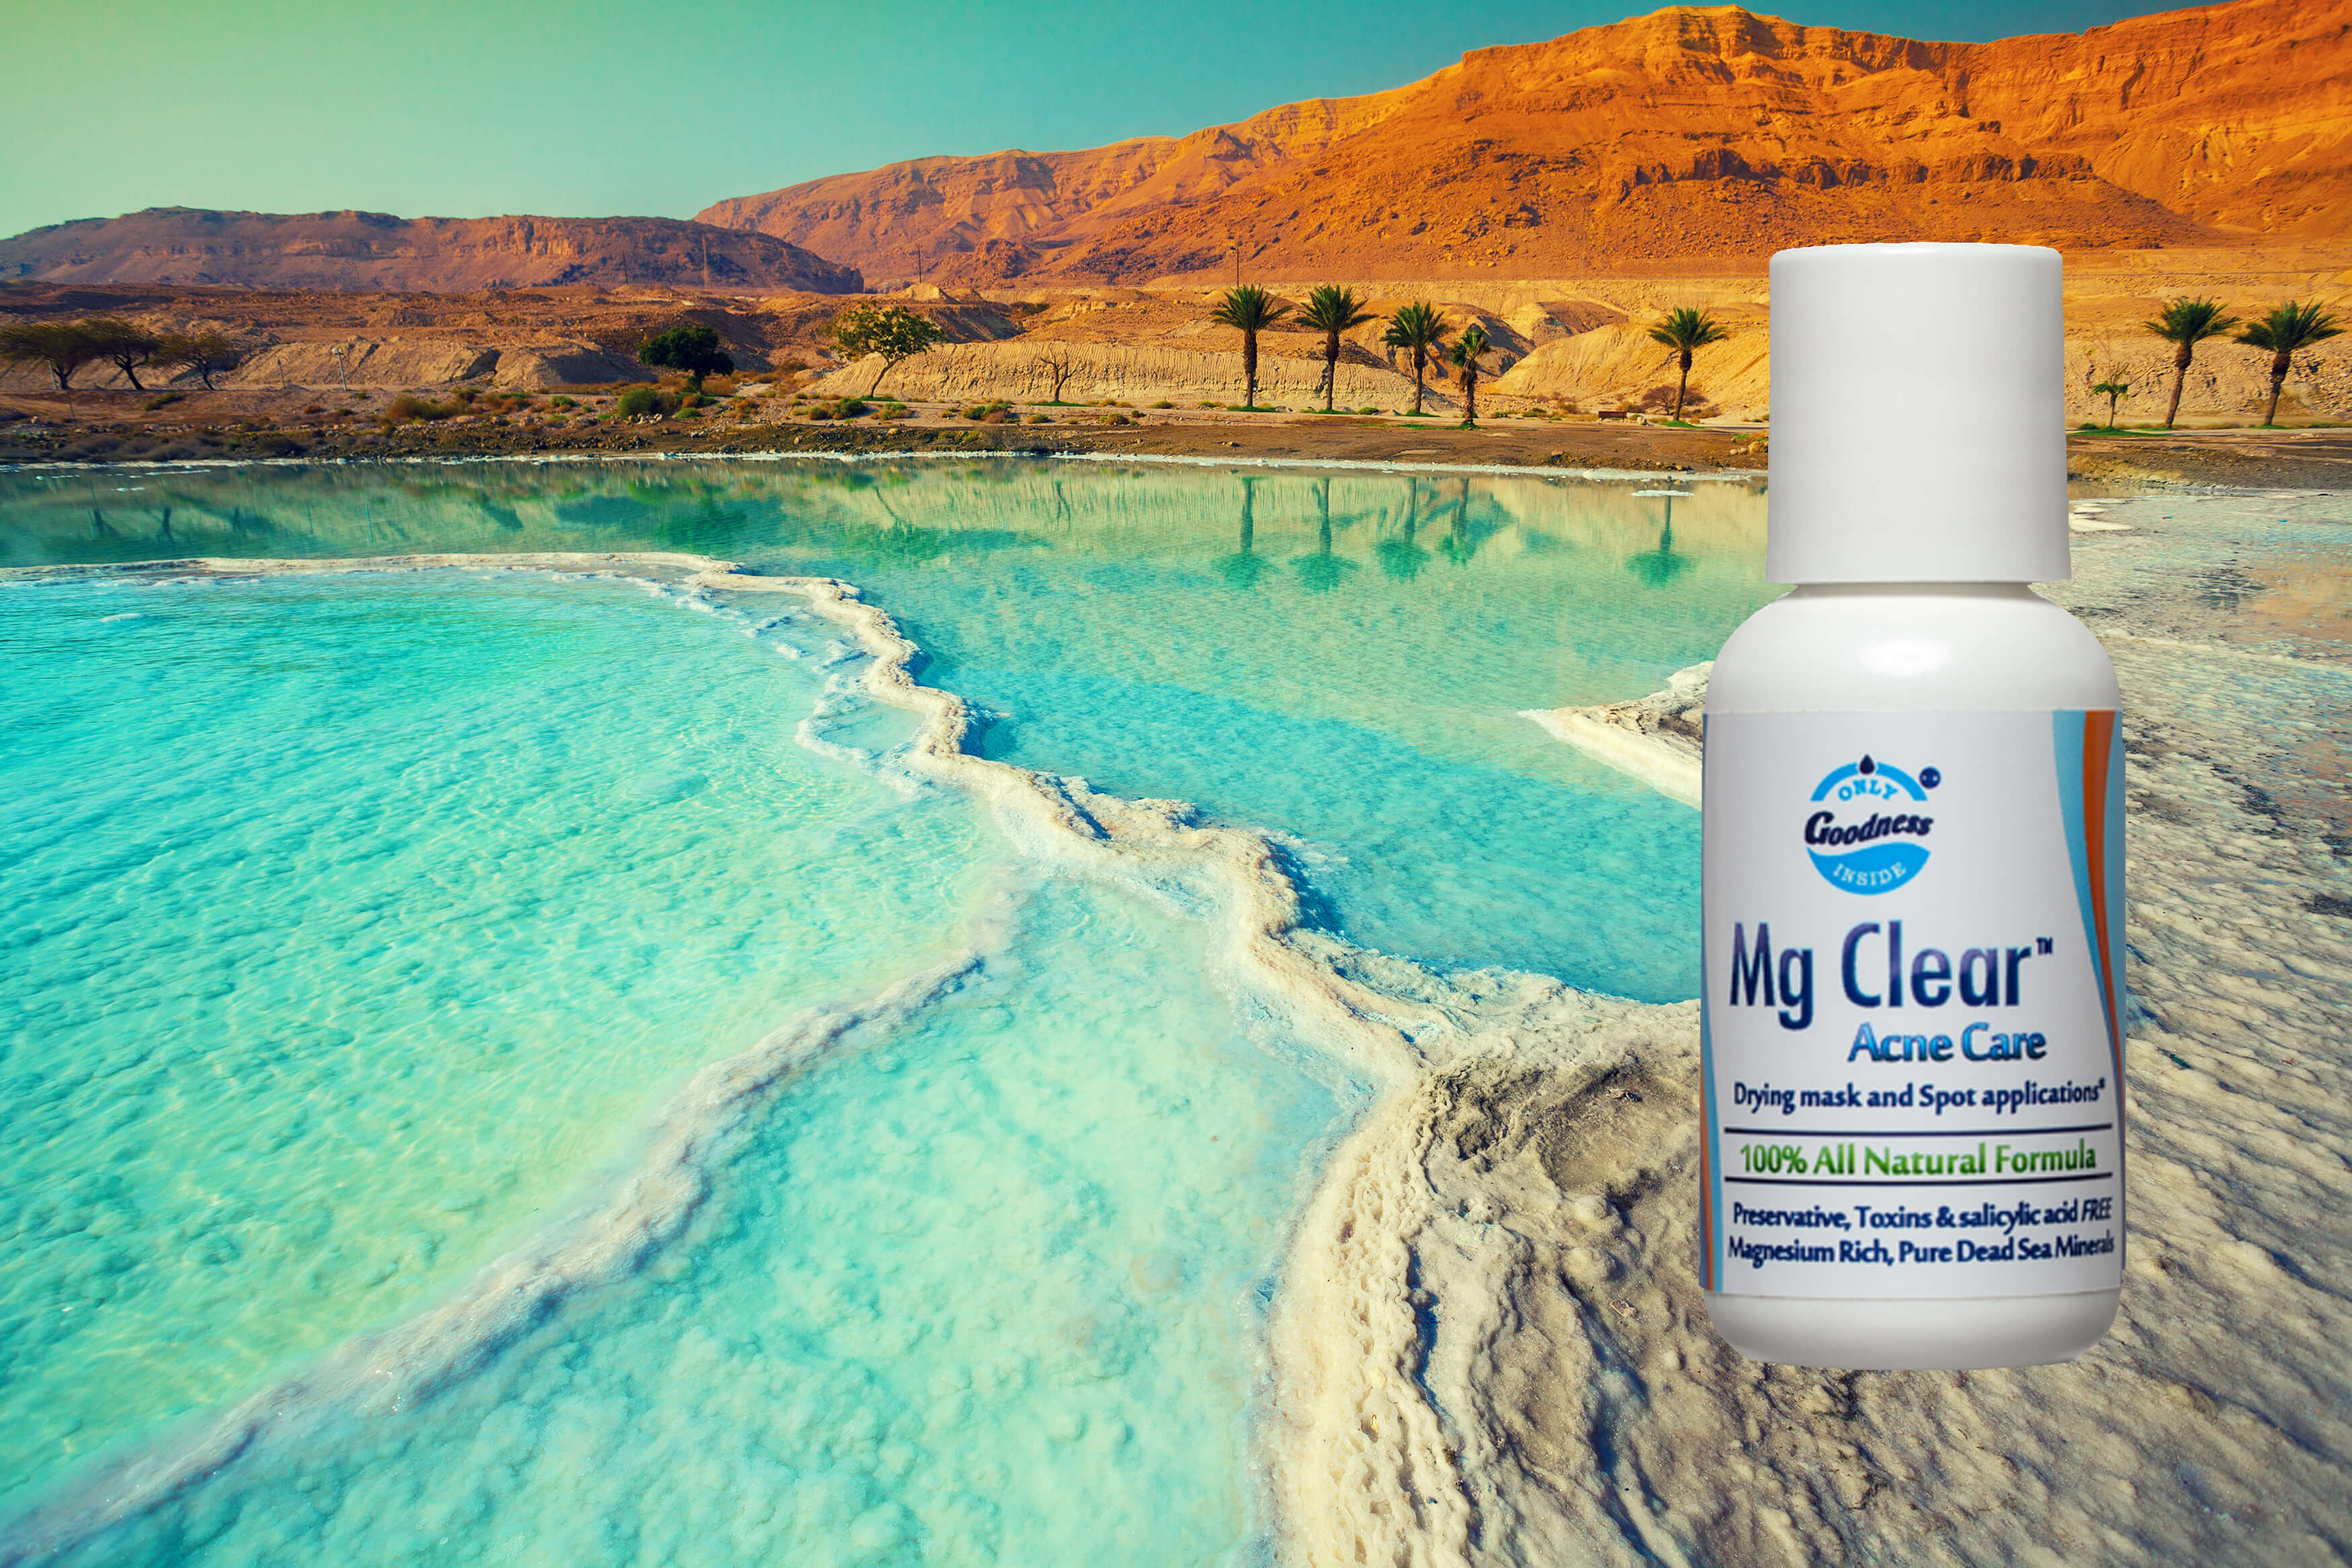 ONLY
Goodness
INSIDE
Mg Clear™
Acne Care
Drying mask and Spot applications*
100% All Natural Formula
Preservative, Toxins & salicylic acid FREE
Magnesium Rich, Pure Dead Sea Minerals